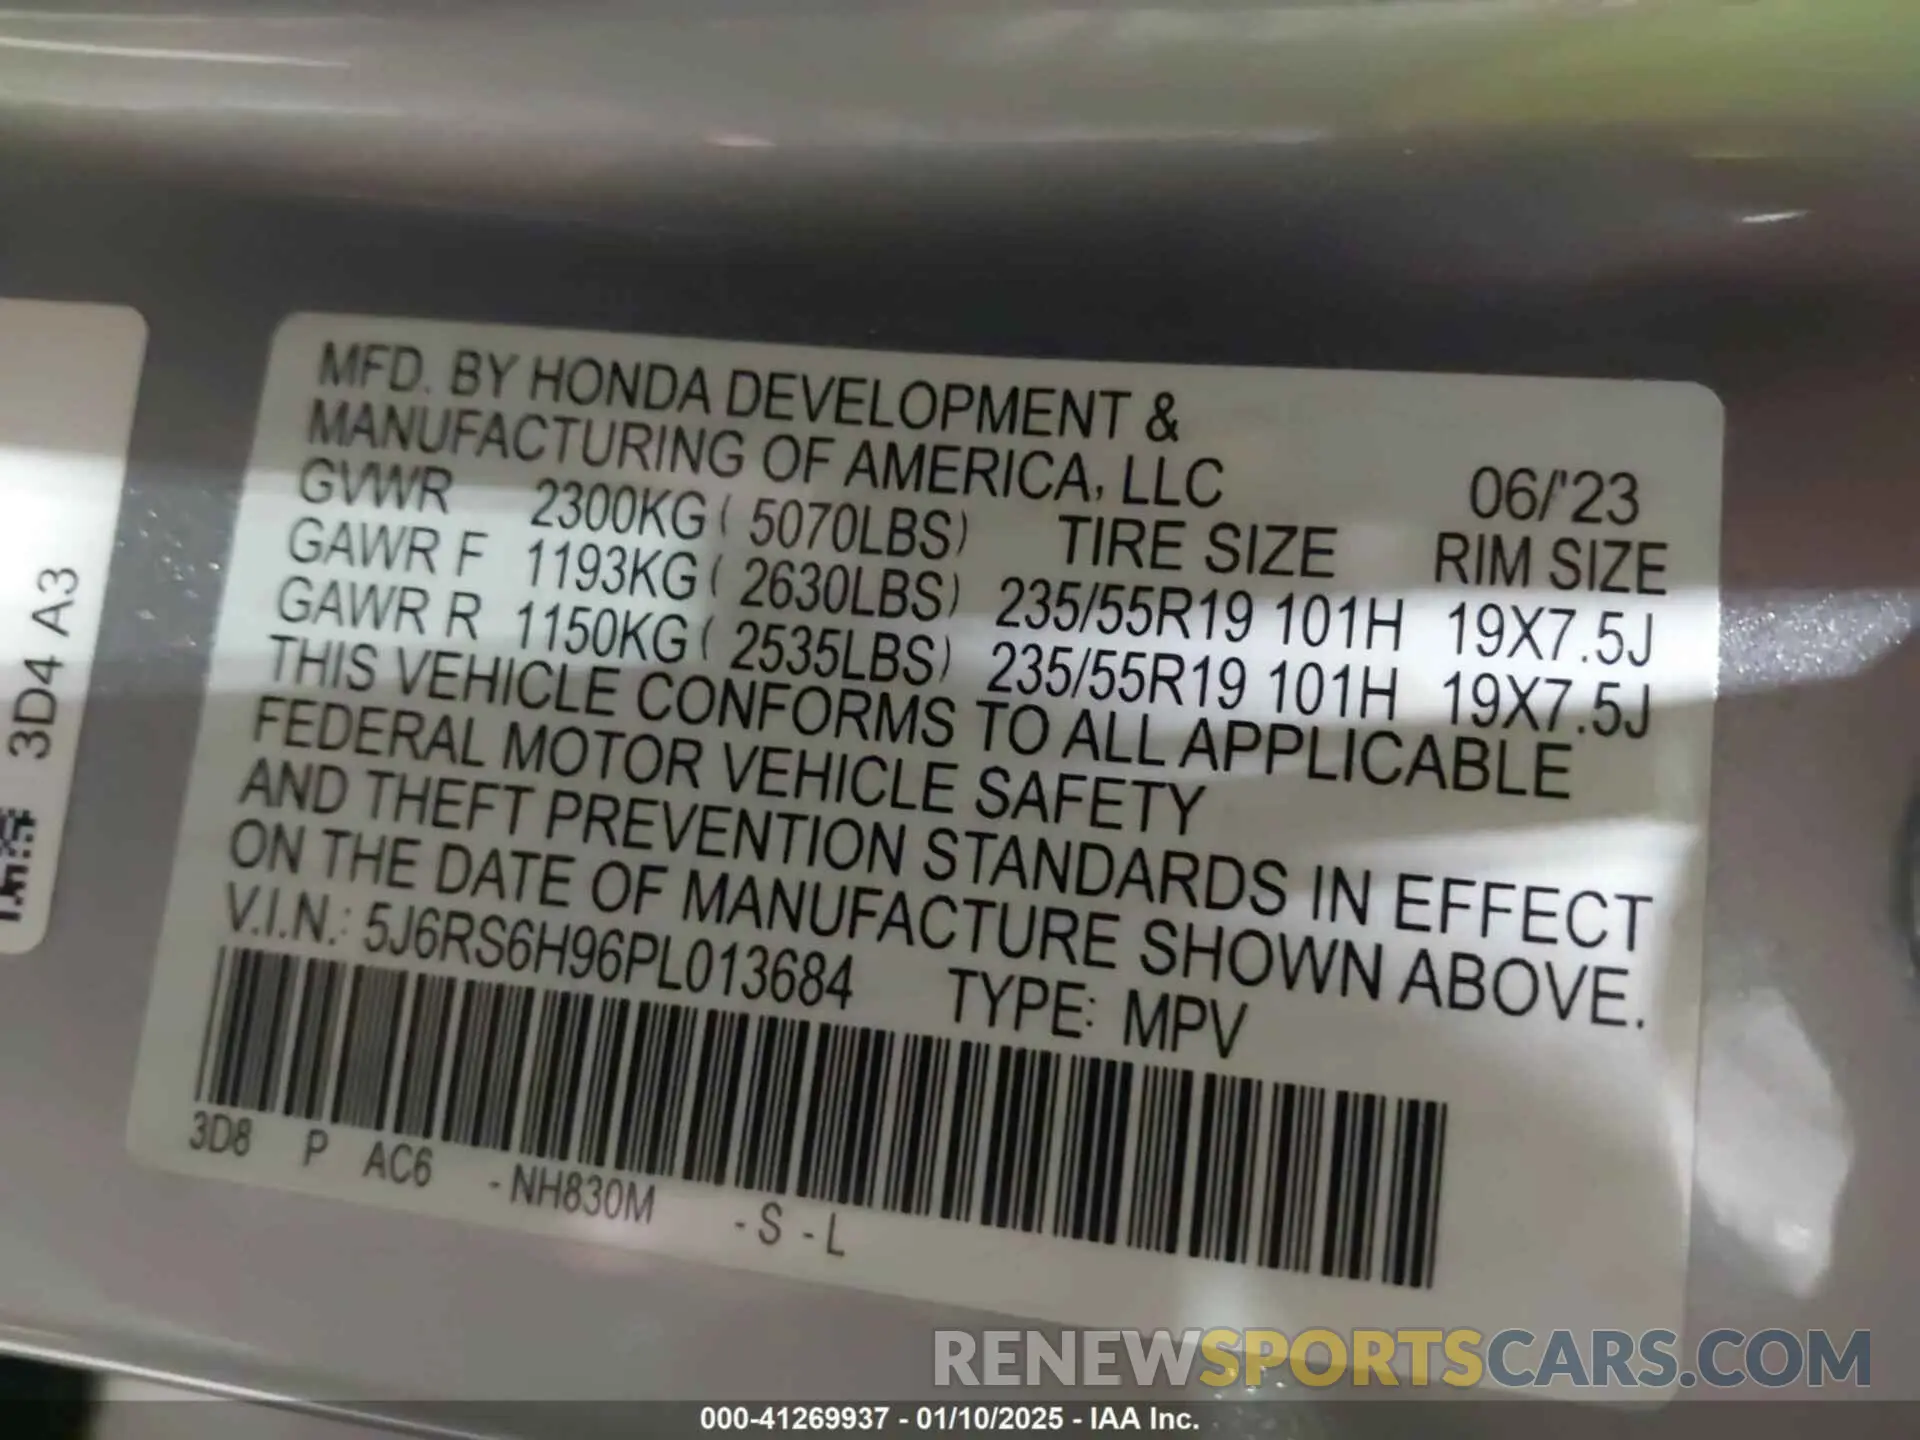 MFD. BY HONDA DEVELOPMENT &
MANUFACTURING OF AMERICA, LLC 06/'23
GVWR 2300KG ( 5070LBS) TIRE SIZE RIM SIZE
GAWR F 1193KG ( 2630LBS) 235/55R19 101H 19X7.5J
GAWR R 1150KG ( 2535LBS) 235/55R19 101H 19X7.5J
THIS VEHICLE CONFORMS TO ALL APPLICABLE
FEDERAL MOTOR VEHICLE SAFETY
AND THEFT PREVENTION STANDARDS IN EFFECT
ON THE DATE OF MANUFACTURE SHOWN ABOVE.
V.I.N.: 5J6RS6H96PL013684 TYPE: MPV
3D8 P AC6 -NH830M -S -L
3D4 A3
RENEWSPORTSCARS.COM
000-41269937 - 01/10/2025 - IAA Inc.